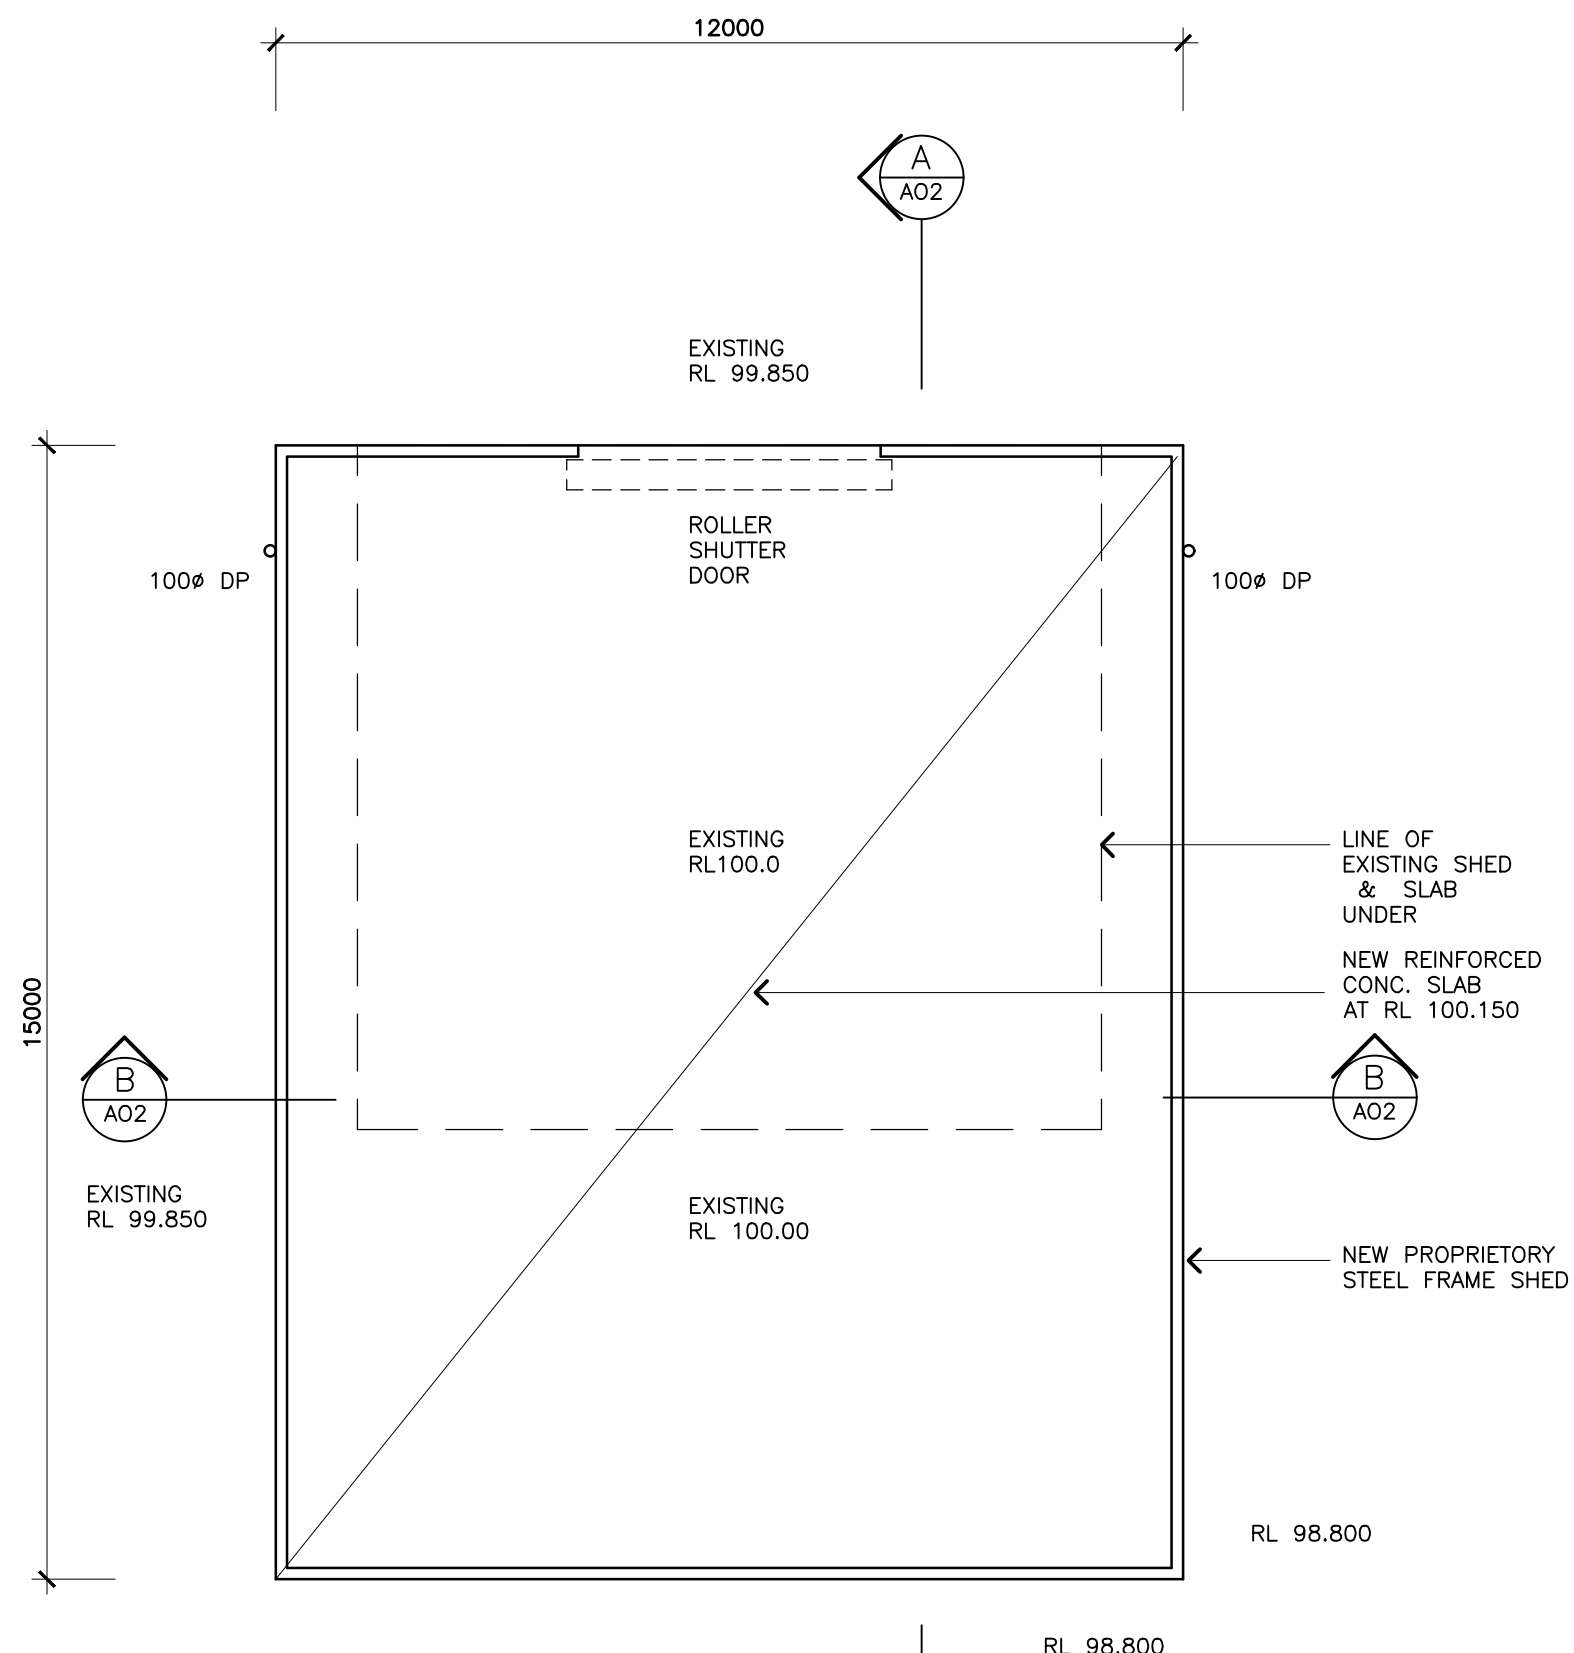 12000
A
A02
EXISTING
RL 99.850
ROLLER
SHUTTER
DOOR
100ø DP
100ø DP
EXISTING
RL100.0
LINE OF
EXISTING SHED
& SLAB
UNDER
NEW REINFORCED
CONC. SLAB
AT RL 100.150
15000
B
A02
B
A02
EXISTING
RL 99.850
EXISTING
RL 100.00
NEW PROPRIETORY
STEEL FRAME SHED
RL 98.800
RL 98.800